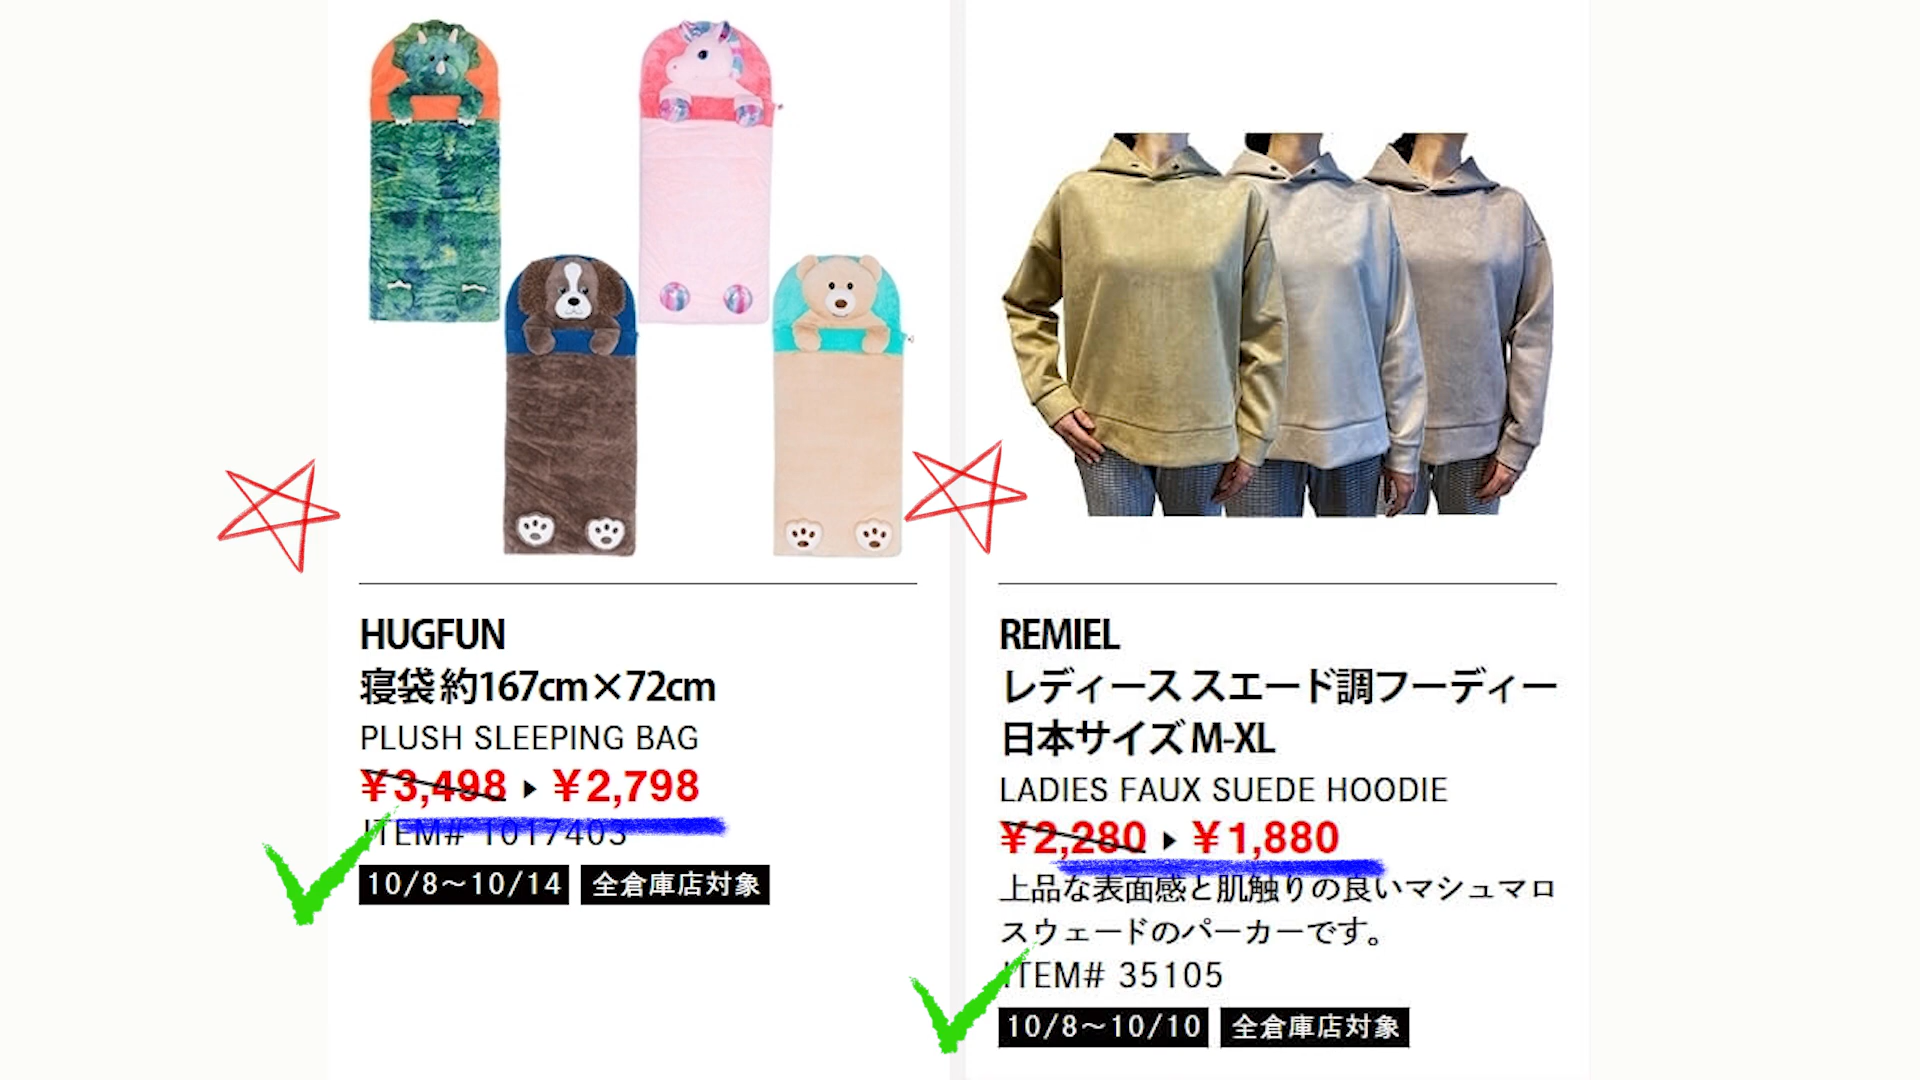 HUGFUN
寝袋 約167cm×72cm
PLUSH SLEEPING BAG
¥3,498 ▶ ¥2,798
ITEM# 1017403
10/8～10/14 全倉庫店対象
REMIEL
レディース スエード調フーディー
日本サイズ M-XL
LADIES FAUX SUEDE HOODIE
¥2,280 ▶ ¥1,880
上品な表面感と肌触りの良いマシュマロ
スウェードのパーカーです。
ITEM# 35105
10/8～10/10 全倉庫店対象